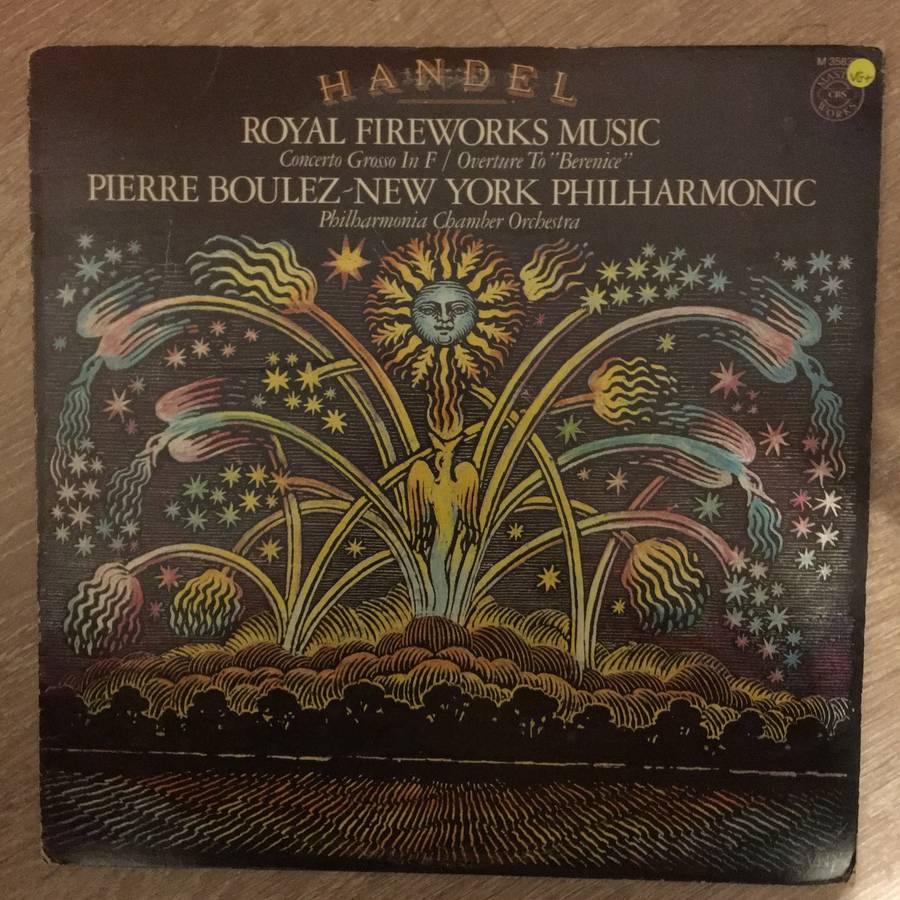 HANDEL
ROYAL FIREWORKS MUSIC
Concerto Grosso In F / Overture To "Berenice"
PIERRE BOULEZ-NEW YORK PHILHARMONIC
Philharmonia Chamber Orchestra
VG+
CBS
WORKS